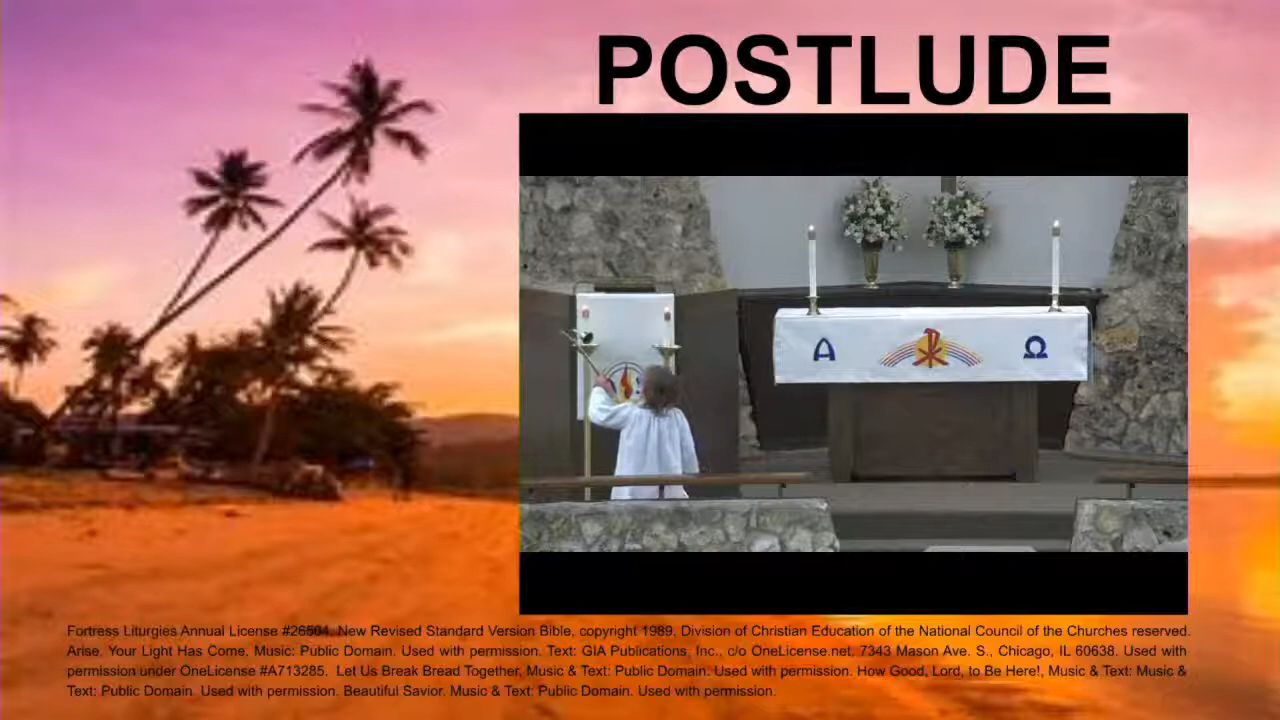 POSTLUDE
Α
Ω
Fortress Liturgies Annual License #26504. New Revised Standard Version Bible, copyright 1989, Division of Christian Education of the National Council of the Churches reserved.
Arise. Your Light Has Come. Music: Public Domain. Used with permission. Text: GIA Publications, Inc., c/o OneLicense.net, 7343 Mason Ave. S., Chicago, IL 60638. Used with
permission under OneLicense #A713285. Let Us Break Bread Together, Music & Text: Public Domain. Used with permission. How Good, Lord, to Be Here!, Music & Text: Music &
Text: Public Domain. Used with permission. Beautiful Savior. Music & Text: Public Domain. Used with permission.